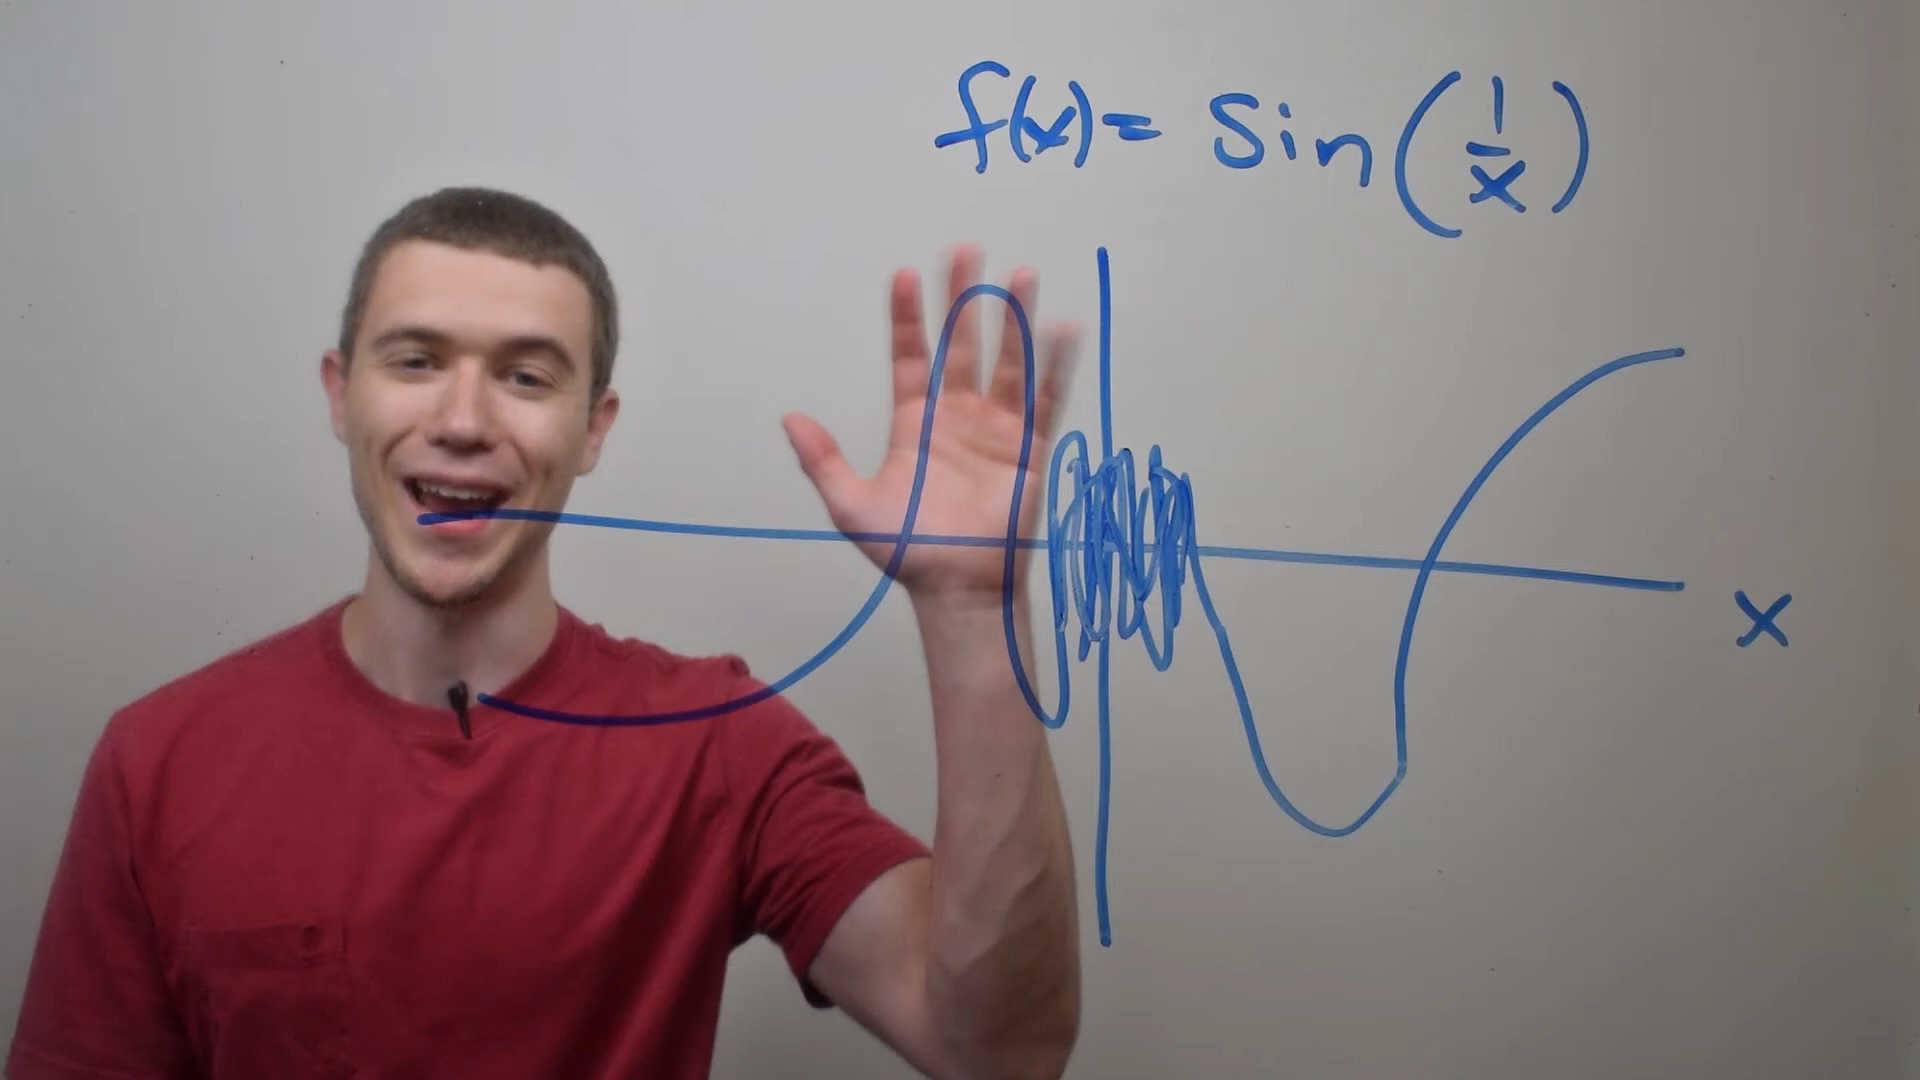 f(x) = Sin(1/x)
x